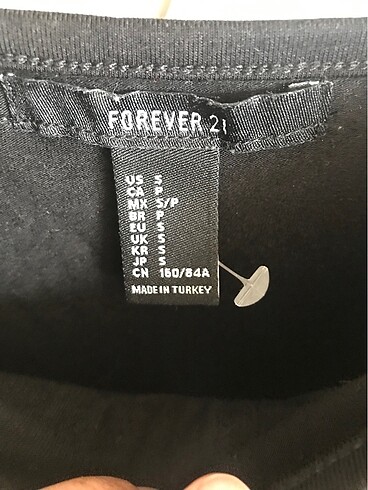 FOREVER 21
US S
CA P
MX S/P
BR P
EU S
UK S
KR S
JP S
CN 160/84A
MADE IN TURKEY